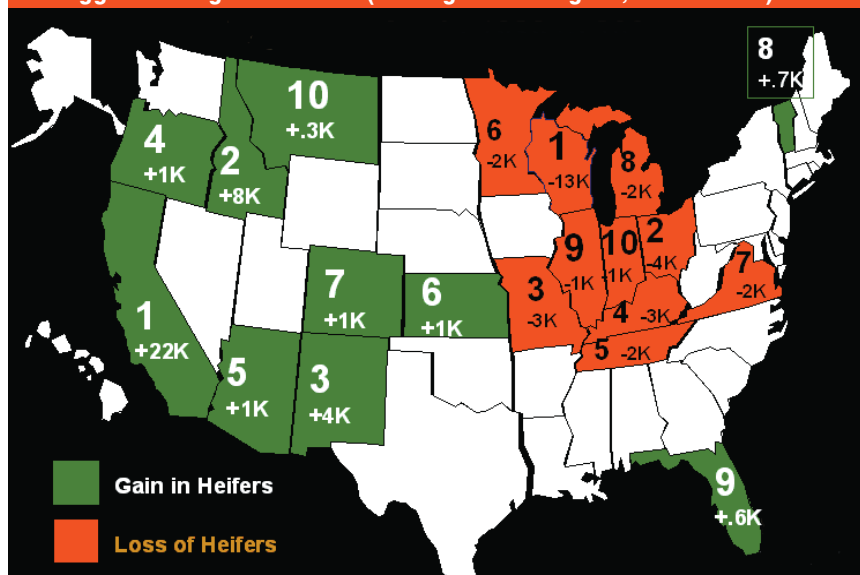 8
+.7K
10
+.3K
4
+1K
2
+8K
6
-2K
1
-13K
8
-2K
9
-1K
10
-1K
2
-4K
7
-2K
3
-3K
4 -3K
5 -2K
7
+1K
6
+1K
1
+22K
5
+1K
3
+4K
9
+.6K
Gain in Heifers
Loss of Heifers